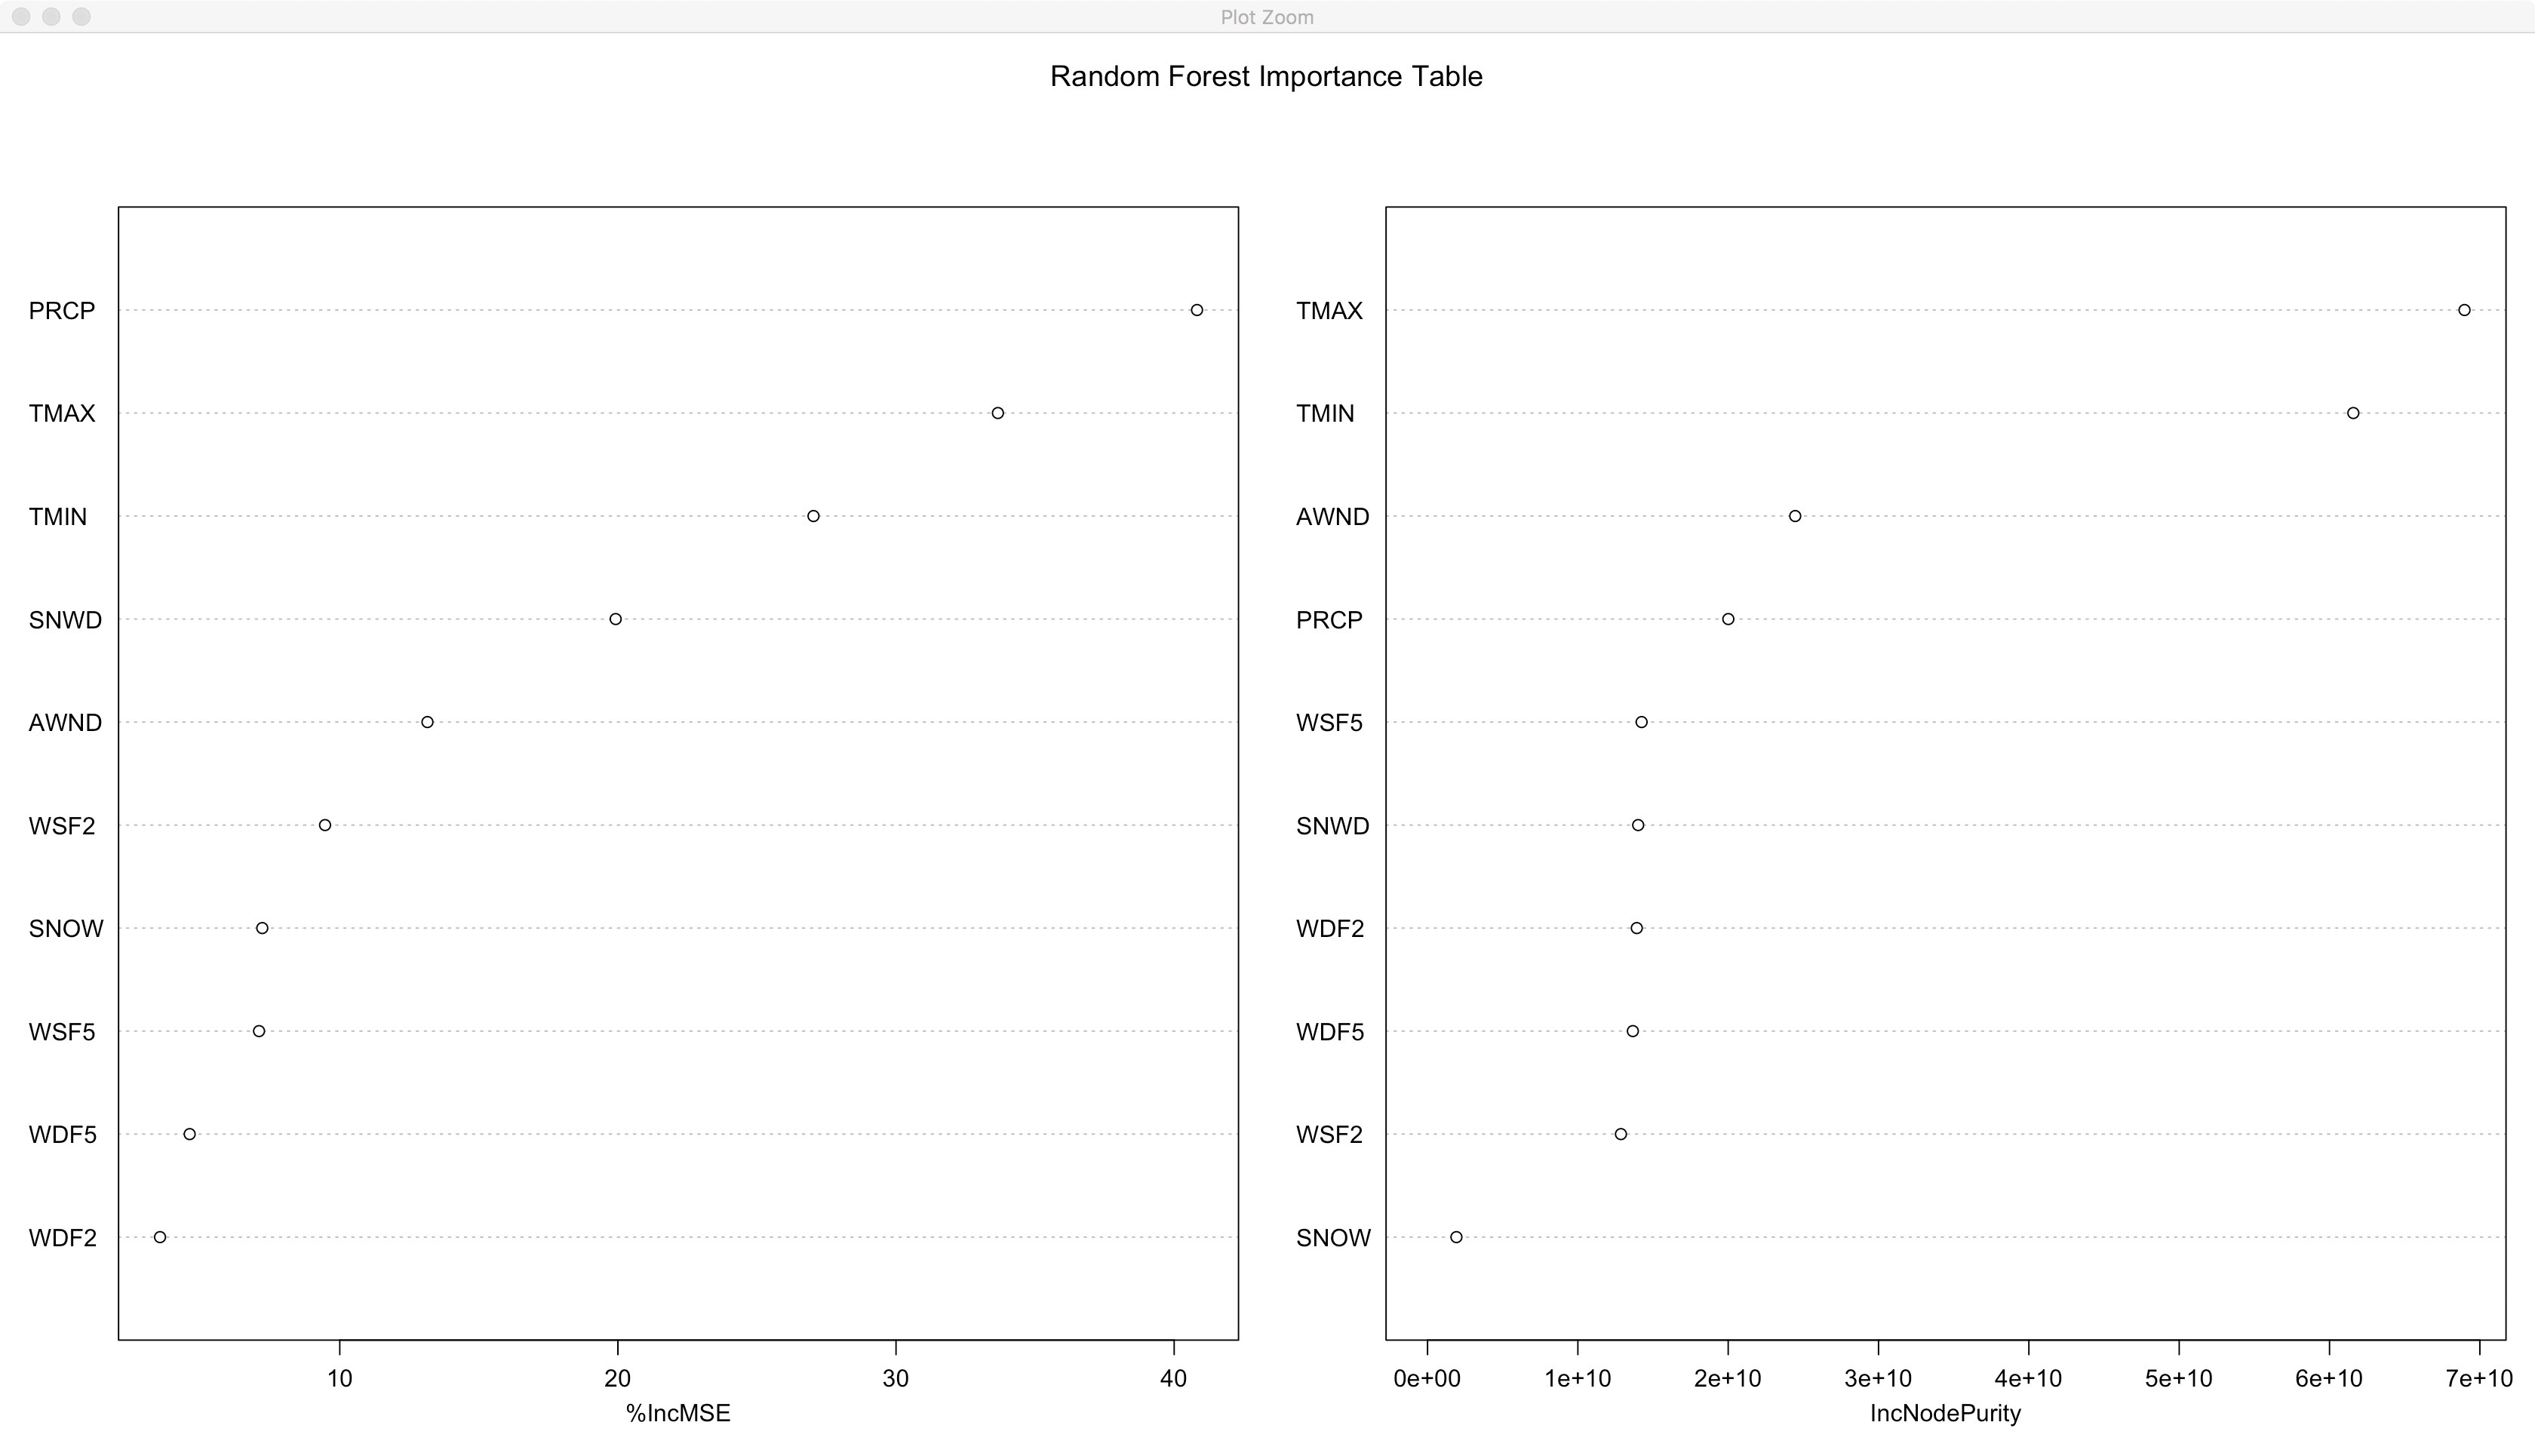 Plot Zoom
Random Forest Importance Table
PRCP
TMAX
TMIN
SNWD
AWND
WSF2
SNOW
WSF5
WDF5
WDF2
10 20 30 40
%IncMSE
TMAX
TMIN
AWND
PRCP
WSF5
SNWD
WDF2
WDF5
WSF2
SNOW
0e+00 1e+10 2e+10 3e+10 4e+10 5e+10 6e+10 7e+10
IncNodePurity